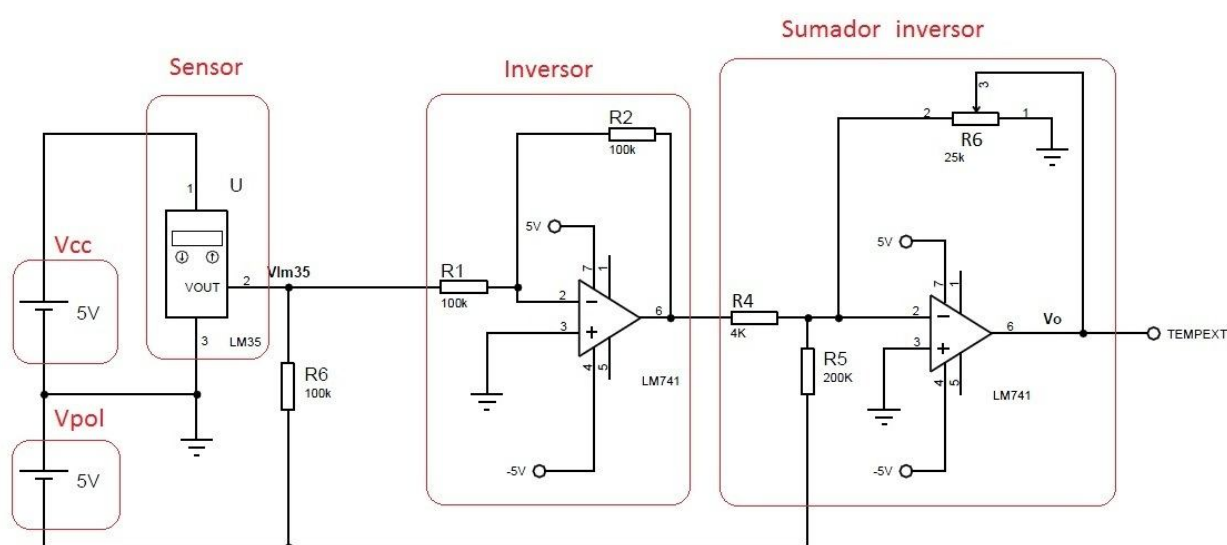 Sumador inversor
Sensor
Inversor
3
2
1
R6
25k
R2
100k
1
U
5V
5V
Vcc
VOUT
2
Vlm35
R1
100k
7
1
2
3
6
R4
4K
7
1
2
3
6
Vo
TEMPEXT
5V
3
LM35
R6
100k
4
5
LM741
R5
200K
4
5
LM741
Vpol
5V
-5V
-5V